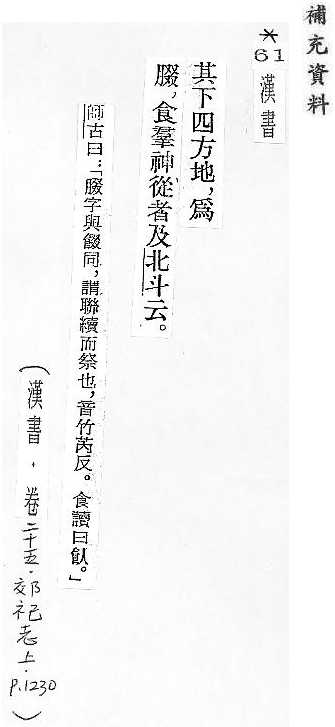 補充資料
*61 漢書
其下四方地，爲
腏，食羣神從者及北斗云。
師古曰：「腏字與餟同，謂聯續而祭也，音竹芮反。食讀曰飤。」
(漢書．卷二十五．郊祀志上．P.1230)